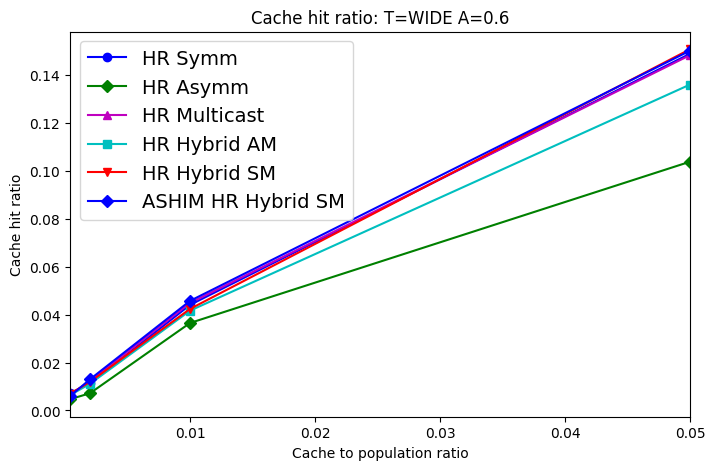 Cache hit ratio: T=WIDE A=0.6
HR Symm
HR Asymm
HR Multicast
HR Hybrid AM
HR Hybrid SM
ASHIM HR Hybrid SM
Cache hit ratio
0.14
0.12
0.10
0.08
0.06
0.04
0.02
0.00
0.01
0.02
0.03
0.04
0.05
Cache to population ratio